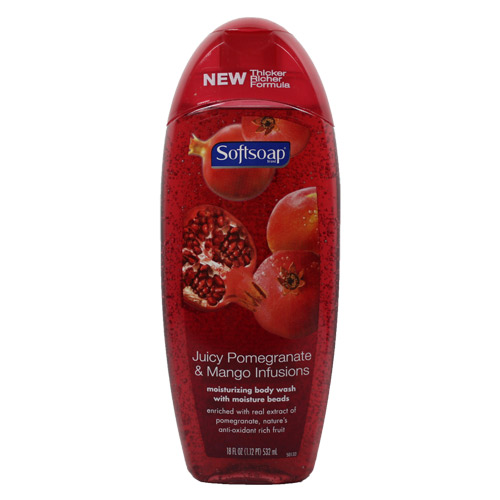 NEW Thicker
Richer
Formula
Softsoap
Juicy Pomegranate
& Mango Infusions
moisturizing body wash
with moisture beads
enriched with real extract of
pomegranate, nature's
anti-oxidant rich fruit
18 FL OZ (1.12 PT) 532 mL